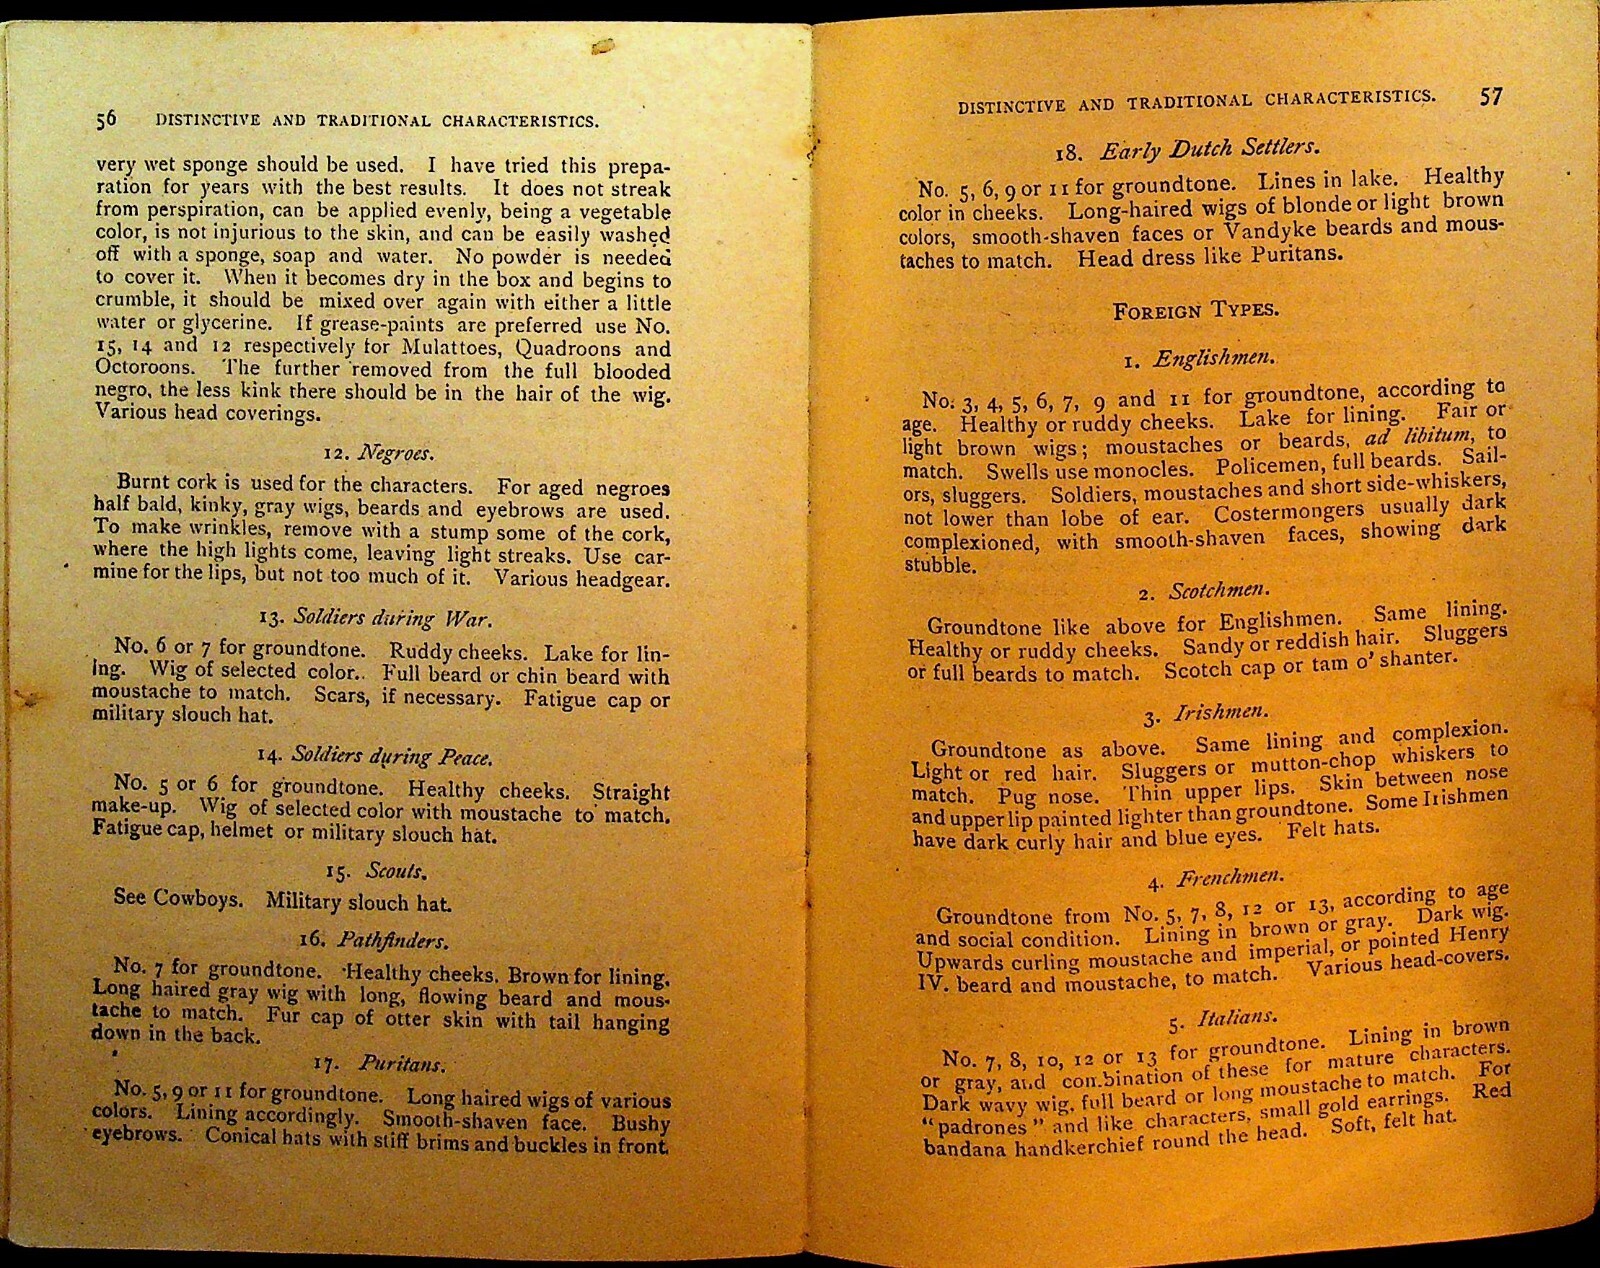 56 DISTINCTIVE AND TRADITIONAL CHARACTERISTICS.
very wet sponge should be used. I have tried this prepa-
ration for years with the best results. It does not streak
from perspiration, can be applied evenly, being a vegetable
color, is not injurious to the skin, and can be easily washed
off with a sponge, soap and water. No powder is needed
to cover it. When it becomes dry in the box and begins to
crumble, it should be mixed over again with either a little
water or glycerine. If grease-paints are preferred use No.
15, 14 and 12 respectively for Mulattoes, Quadroons and
Octoroons. The further removed from the full blooded
negro, the less kink there should be in the hair of the wig.
Various head coverings.
12. Negroes.
Burnt cork is used for the characters. For aged negroes
half bald, kinky, gray wigs, beards and eyebrows are used.
To make wrinkles, remove with a stump some of the cork,
where the high lights come, leaving light streaks. Use car-
mine for the lips, but not too much of it. Various headgear.
13. Soldiers during War.
No. 6 or 7 for groundtone. Ruddy cheeks. Lake for lin-
ing. Wig of selected color. Full beard or chin beard with
moustache to match. Scars, if necessary. Fatigue cap or
military slouch hat.
14. Soldiers during Peace.
No. 5 or 6 for groundtone. Healthy cheeks. Straight
make-up. Wig of selected color with moustache to match.
Fatigue cap, helmet or military slouch hat.
15. Scouts.
See Cowboys. Military slouch hat.
16. Pathfinders.
No. 7 for groundtone. Healthy cheeks. Brown for lining.
Long haired gray wig with long, flowing beard and mous-
tache to match. Fur cap of otter skin with tail hanging
down in the back.
17. Puritans.
No. 5, 9 or 11 for groundtone. Long haired wigs of various
colors. Lining accordingly. Smooth-shaven face. Bushy
eyebrows. Conical hats with stiff brims and buckles in front.
DISTINCTIVE AND TRADITIONAL CHARACTERISTICS. 57
18. Early Dutch Settlers.
No. 5, 6, 9 or 11 for groundtone. Lines in lake. Healthy
color in cheeks. Long-haired wigs of blonde or light brown
colors, smooth-shaven faces or Vandyke beards and mous-
taches to match. Head dress like Puritans.
FOREIGN TYPES.
1. Englishmen.
No. 3, 4, 5, 6, 7, 9 and 11 for groundtone, according to
age. Healthy or ruddy cheeks. Lake for lining. Fair or
light brown wigs; moustaches or beards, ad libitum, to
match. Swells use monocles. Policemen, full beards. Sail-
ors, sluggers. Soldiers, moustaches and short side-whiskers,
not lower than lobe of ear. Costermongers usually dark
complexioned, with smooth-shaven faces, showing dark
stubble.
2. Scotchmen.
Groundtone like above for Englishmen. Same lining.
Healthy or ruddy cheeks. Sandy or reddish hair. Sluggers
or full beards to match. Scotch cap or tam o'shanter.
3. Irishmen.
Groundtone as above. Same lining and complexion.
Light or red hair. Sluggers or mutton-chop whiskers to
match. Pug nose. Thin upper lips. Skin between nose
and upper lip painted lighter than groundtone. Some Irishmen
have dark curly hair and blue eyes. Felt hats.
4. Frenchmen.
Groundtone from No. 5, 7, 8, 12 or 13, according to age
and social condition. Lining in brown or gray. Dark wig.
Upwards curling moustache and imperial, or pointed Henry
IV. beard and moustache, to match. Various head-covers.
5. Italians.
No. 7, 8, 10, 12 or 13 for groundtone. Lining in brown
or gray, and combination of these for mature characters.
Dark wavy wig, full beard or long moustache to match. For
"padrones" and like characters, small gold earrings. Red
bandana handkerchief round the head. Soft, felt hat.